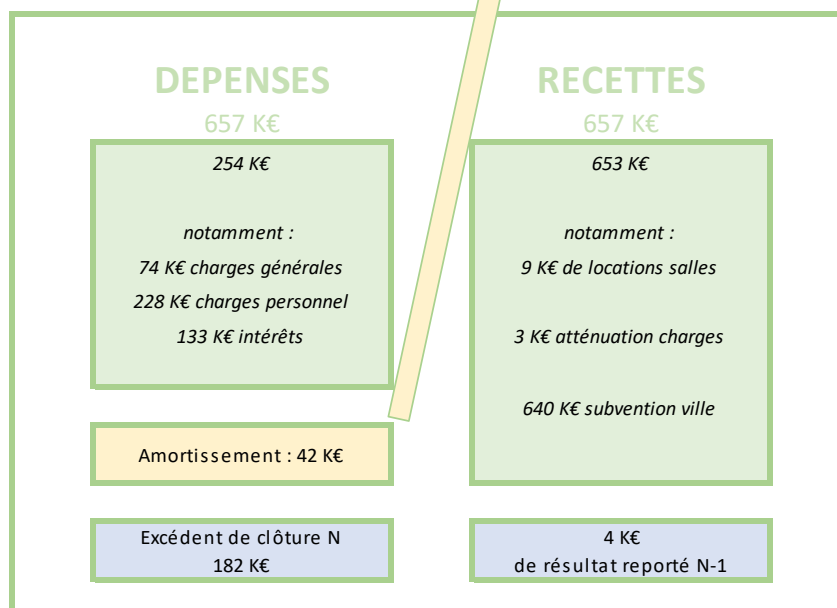 DEPENSES
657 K€
254 K€
notamment :
74 K€ charges générales
228 K€ charges personnel
133 K€ intérêts
Amortissement : 42 K€
Excédent de clôture N
182 K€
RECETTES
657 K€
653 K€
notamment :
9 K€ de locations salles
3 K€ atténuation charges
640 K€ subvention ville
4 K€
de résultat reporté N-1